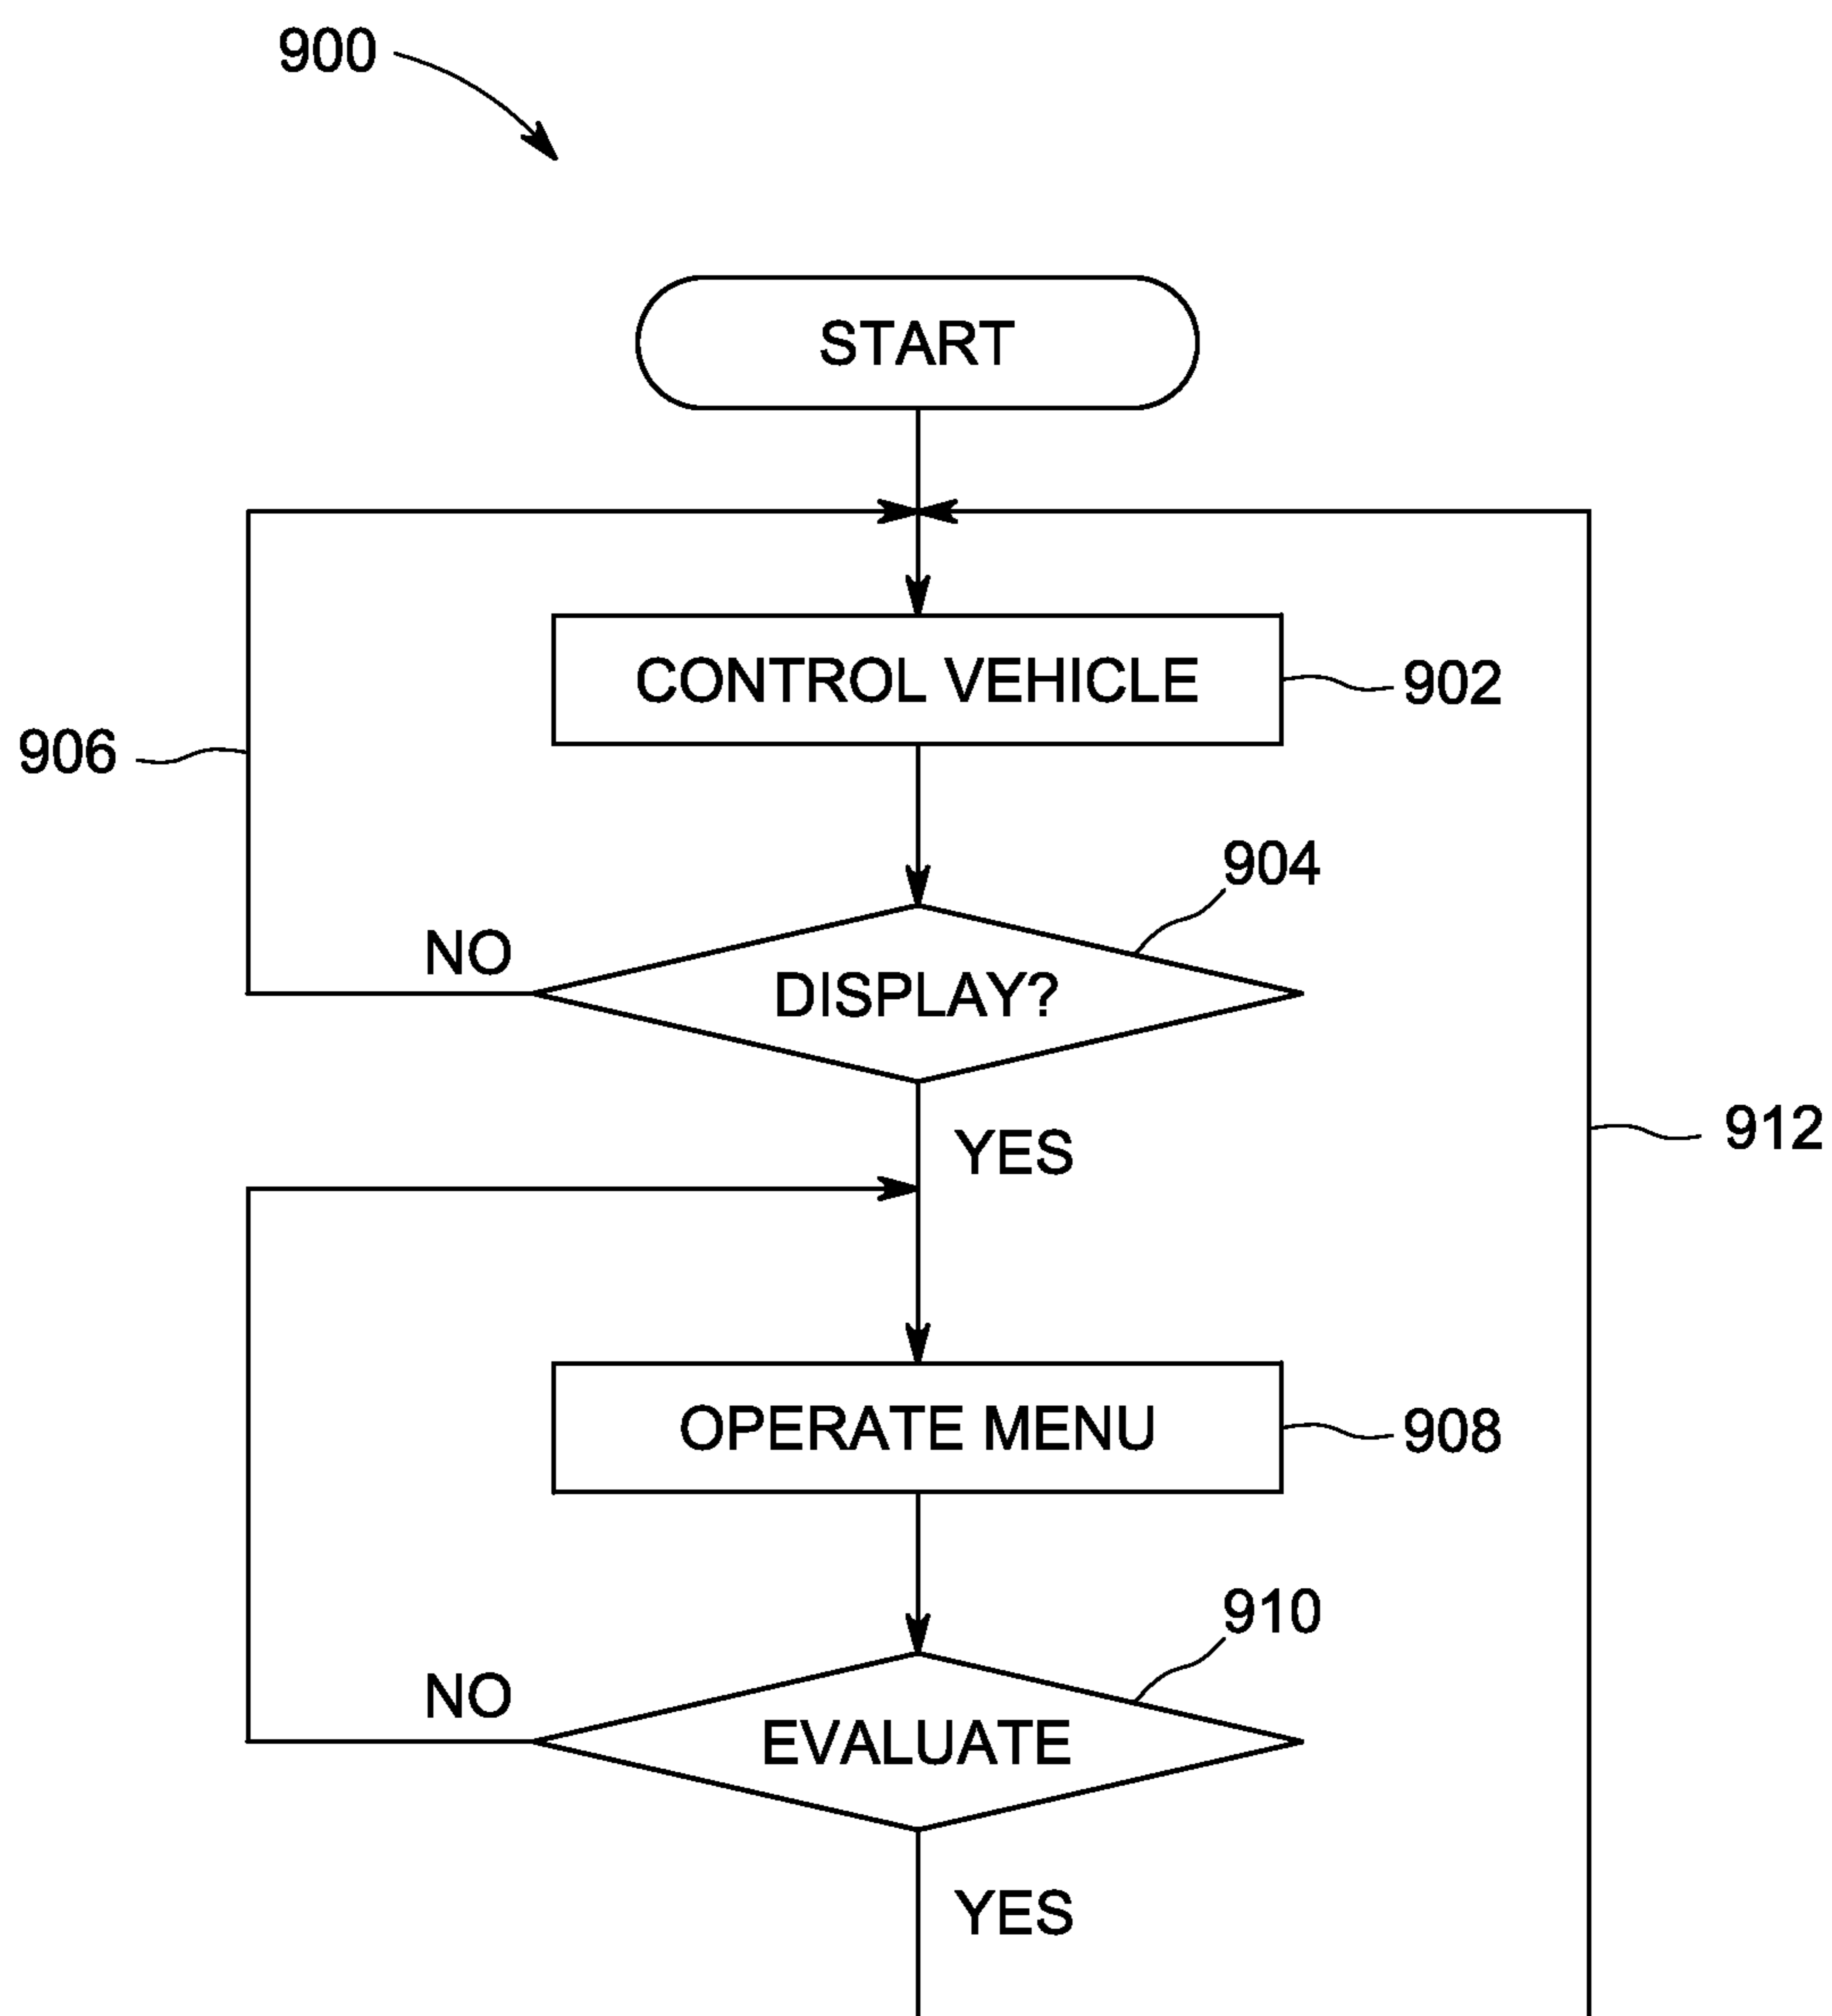 900
START
CONTROL VEHICLE
902
906
904
NO
DISPLAY?
YES
912
OPERATE MENU
908
910
NO
EVALUATE
YES